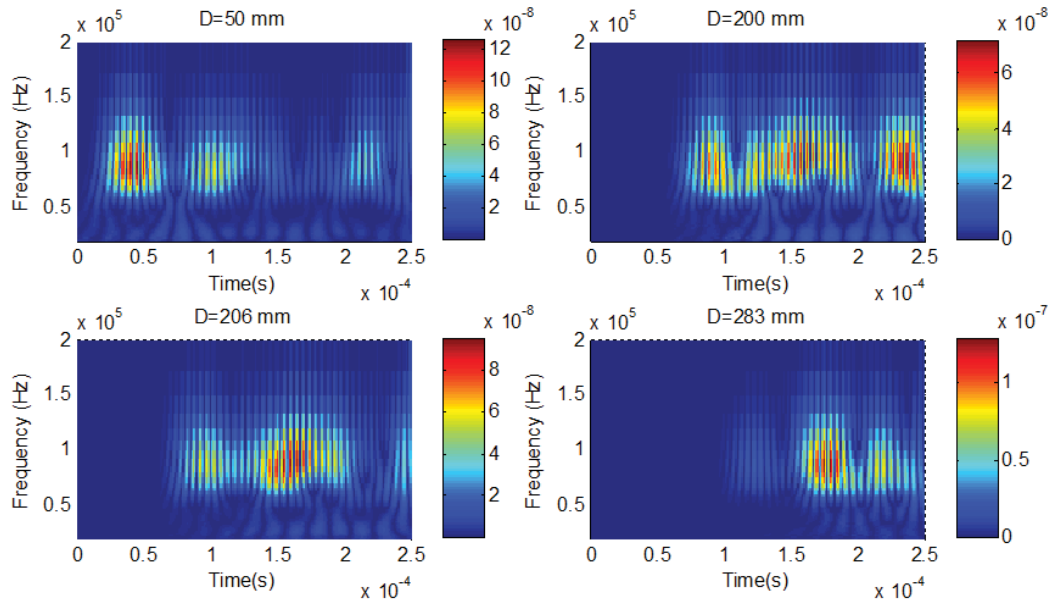 x 10^5 D=50 mm x 10^-8
2
1.5
1
0.5
Frequency (Hz)
0 0.5 1 1.5 2 2.5
Time(s) x 10^-4
12
10
8
6
4
2
x 10^5 D=200 mm x 10^-8
2
1.5
1
0.5
Frequency (Hz)
0 0.5 1 1.5 2 2.5
Time(s) x 10^-4
6
4
2
0
x 10^5 D=206 mm x 10^-8
2
1.5
1
0.5
Frequency (Hz)
0 0.5 1 1.5 2 2.5
Time(s) x 10^-4
8
6
4
2
x 10^5 D=283 mm x 10^-7
2
1.5
1
0.5
Frequency (Hz)
0 0.5 1 1.5 2 2.5
Time(s) x 10^-4
1
0.5
0